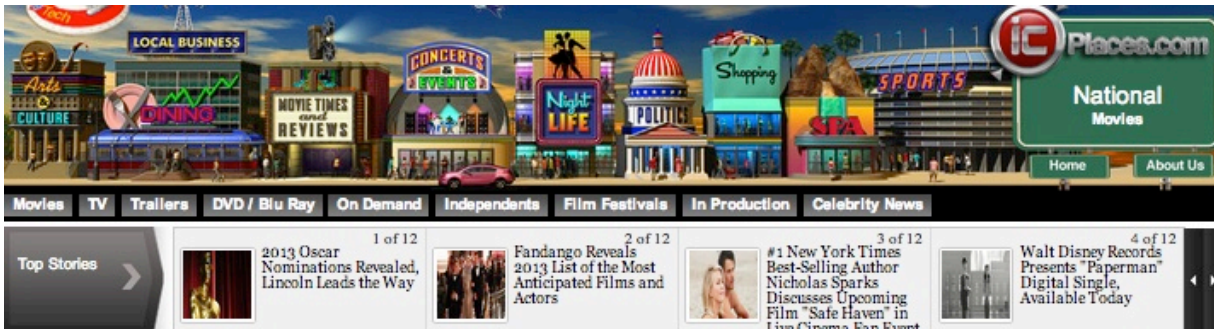 Tech
LOCAL BUSINESS
Arts
&
CULTURE
DINING
MOVIE TIMES
and
REVIEWS
CONCERTS
&
EVENTS
Night
LIFE
POLITICS
Shopping
SPA
SPORTS
ic Places.com
National
Movies
Home
About Us
Movies
TV
Trailers
DVD / Blu Ray
On Demand
Independents
Film Festivals
In Production
Celebrity News
Top Stories
1 of 12
2013 Oscar
Nominations Revealed,
Lincoln Leads the Way
2 of 12
Fandango Reveals
2013 List of the Most
Anticipated Films and
Actors
3 of 12
#1 New York Times
Best-Selling Author
Nicholas Sparks
Discusses Upcoming
Film "Safe Haven" in
Live Cinema Fan Event
4 of 12
Walt Disney Records
Presents "Paperman"
Digital Single,
Available Today